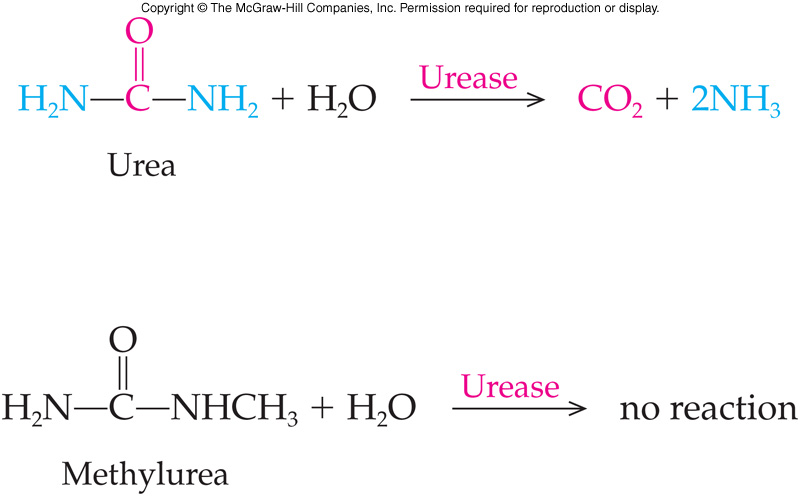 Copyright © The McGraw-Hill Companies, Inc. Permission required for reproduction or display.
O
H₂N—C—NH₂ + H₂O Urease → CO₂ + 2NH₃
Urea
O
H₂N—C—NHCH₃ + H₂O Urease → no reaction
Methylurea